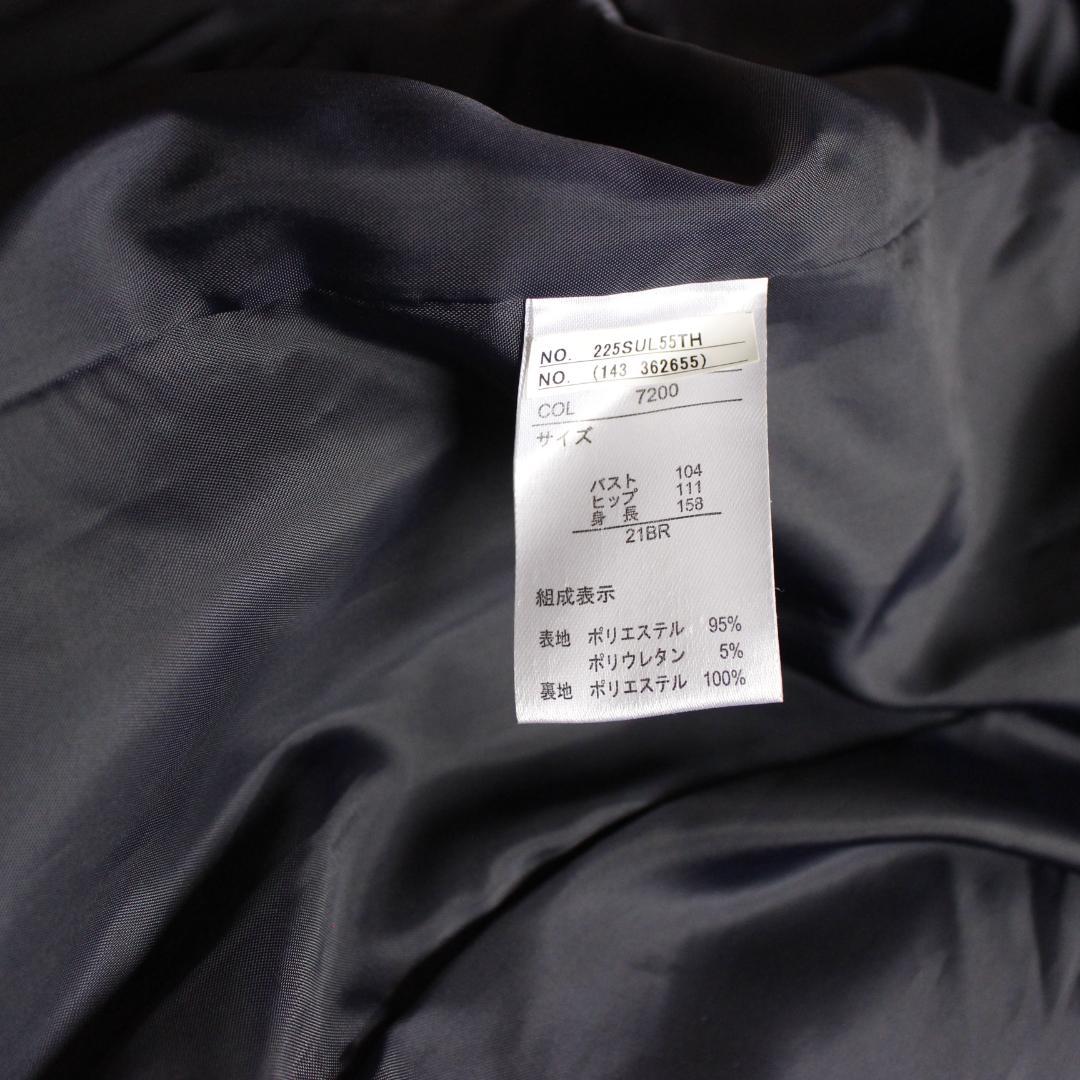 NO. 225SUL55TH
NO. (143 362655)
COL 7200
サイズ
バスト 104
ヒップ 111
身長 158
21BR
組成表示
表地 ポリエステル 95%
ポリウレタン 5%
裏地 ポリエステル 100%